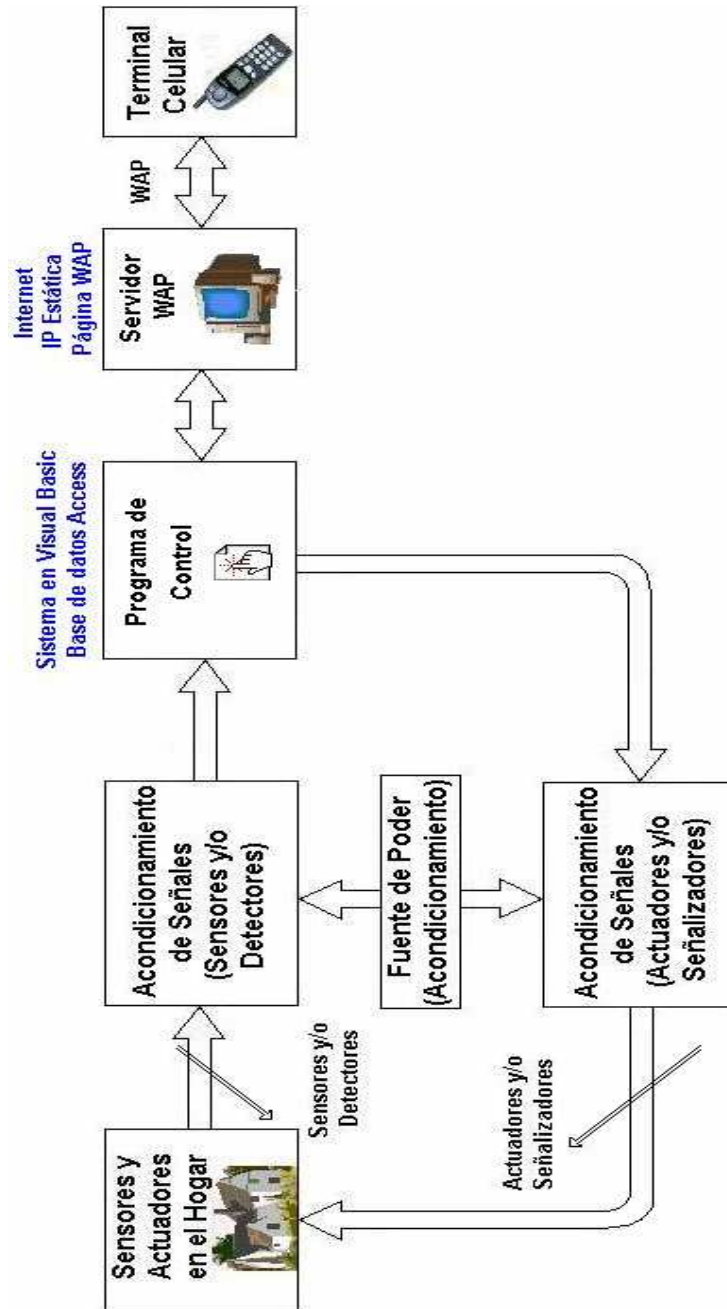 Sensores y
Actuadores
en el Hogar
Sensores y/o
Detectores
Acondicionamiento
de Señales
(Sensores y/o
Detectores)
Sistema en Visual Basic
Base de datos Access
Programa de
Control
Internet
IP Estática
Página WAP
Servidor
WAP
WAP
Terminal
Celular
Fuente de Poder
(Acondicionamiento)
Actuadores y/o
Señalizadores
Acondicionamiento
de Señales
(Actuadores y/o
Señalizadores)